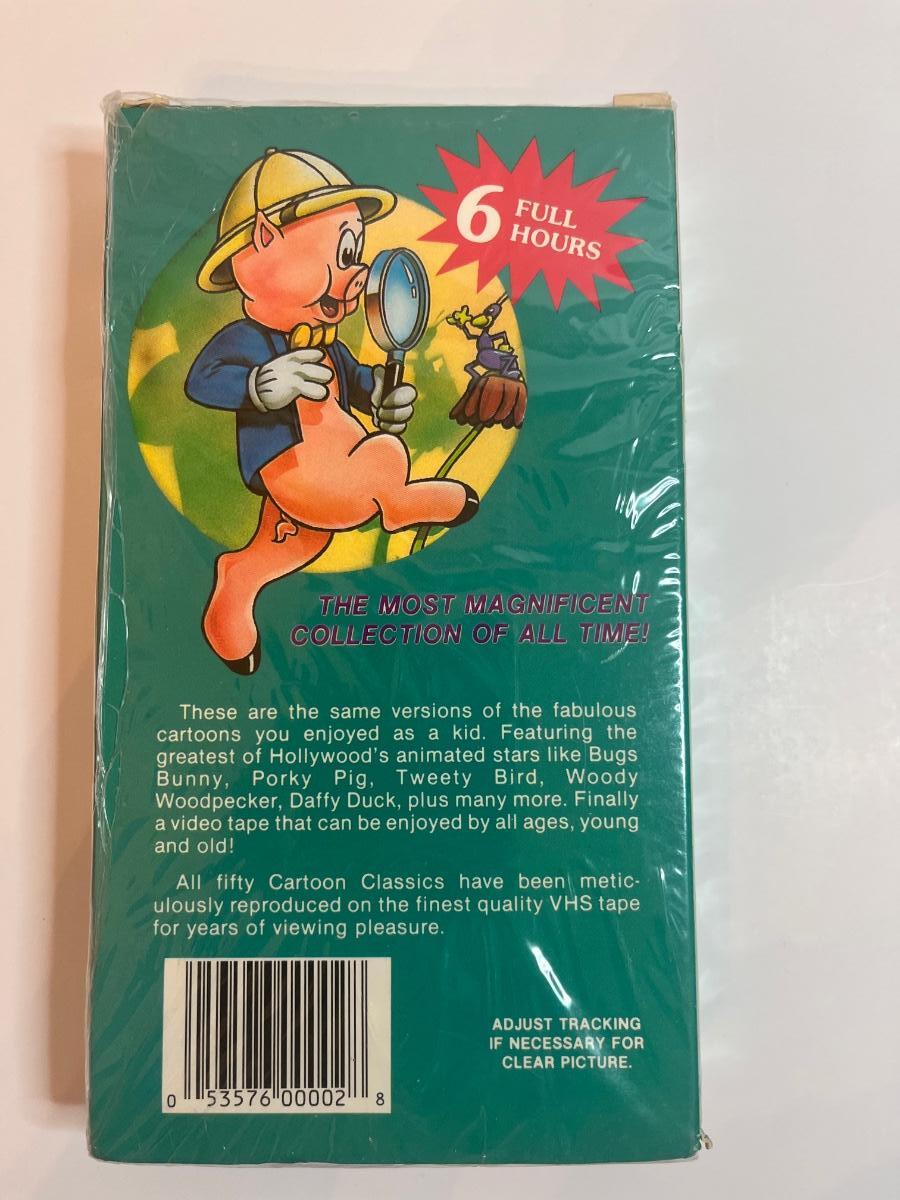 6 FULL
HOURS
THE MOST MAGNIFICENT
COLLECTION OF ALL TIME!
These are the same versions of the fabulous
cartoons you enjoyed as a kid. Featuring the
greatest of Hollywood's animated stars like Bugs
Bunny, Porky Pig, Tweety Bird, Woody
Woodpecker, Daffy Duck, plus many more. Finally
a video tape that can be enjoyed by all ages, young
and old!
All fifty Cartoon Classics have been metic-
ulously reproduced on the finest quality VHS tape
for years of viewing pleasure.
ADJUST TRACKING
IF NECESSARY FOR
CLEAR PICTURE.
0 53576 00002 8